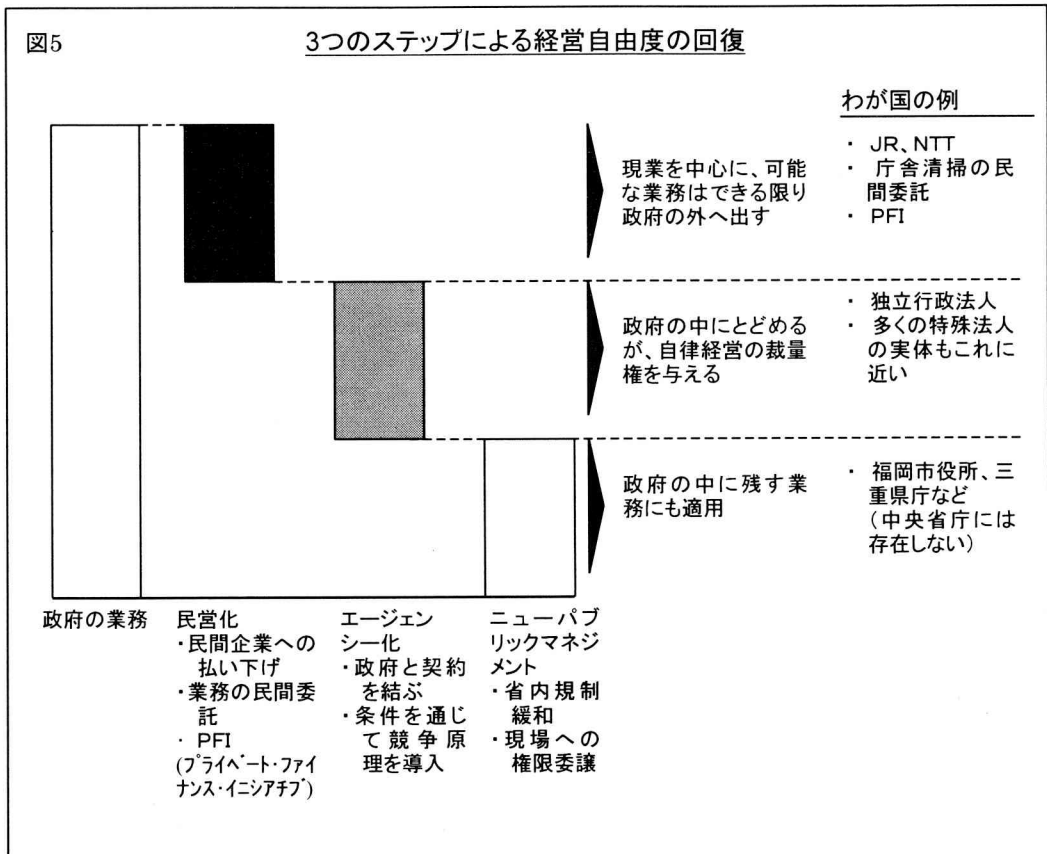 図5
3つのステップによる経営自由度の回復
わが国の例
現業を中心に、可能
な業務はできる限り
政府の外へ出す
・ JR、NTT
・ 庁舎清掃の民
間委託
・ PFI
政府の中にとどめる
が、自律経営の裁量
権を与える
・ 独立行政法人
・ 多くの特殊法人
の実体もこれに
近い
政府の中に残す業
務にも適用
・ 福岡市役所、三
重県庁など
(中央省庁には
存在しない)
政府の業務
民営化
・民間企業への
払い下げ
・業務の民間委
託
・ PFI
(プライベート・ファイ
ナンス・イニシアチブ)
エージェン
シー化
・政府と契約
を結ぶ
・条件を通じ
て競争原
理を導入
ニューパブ
リックマネジ
メント
・省内規制
緩和
・現場への
権限委譲